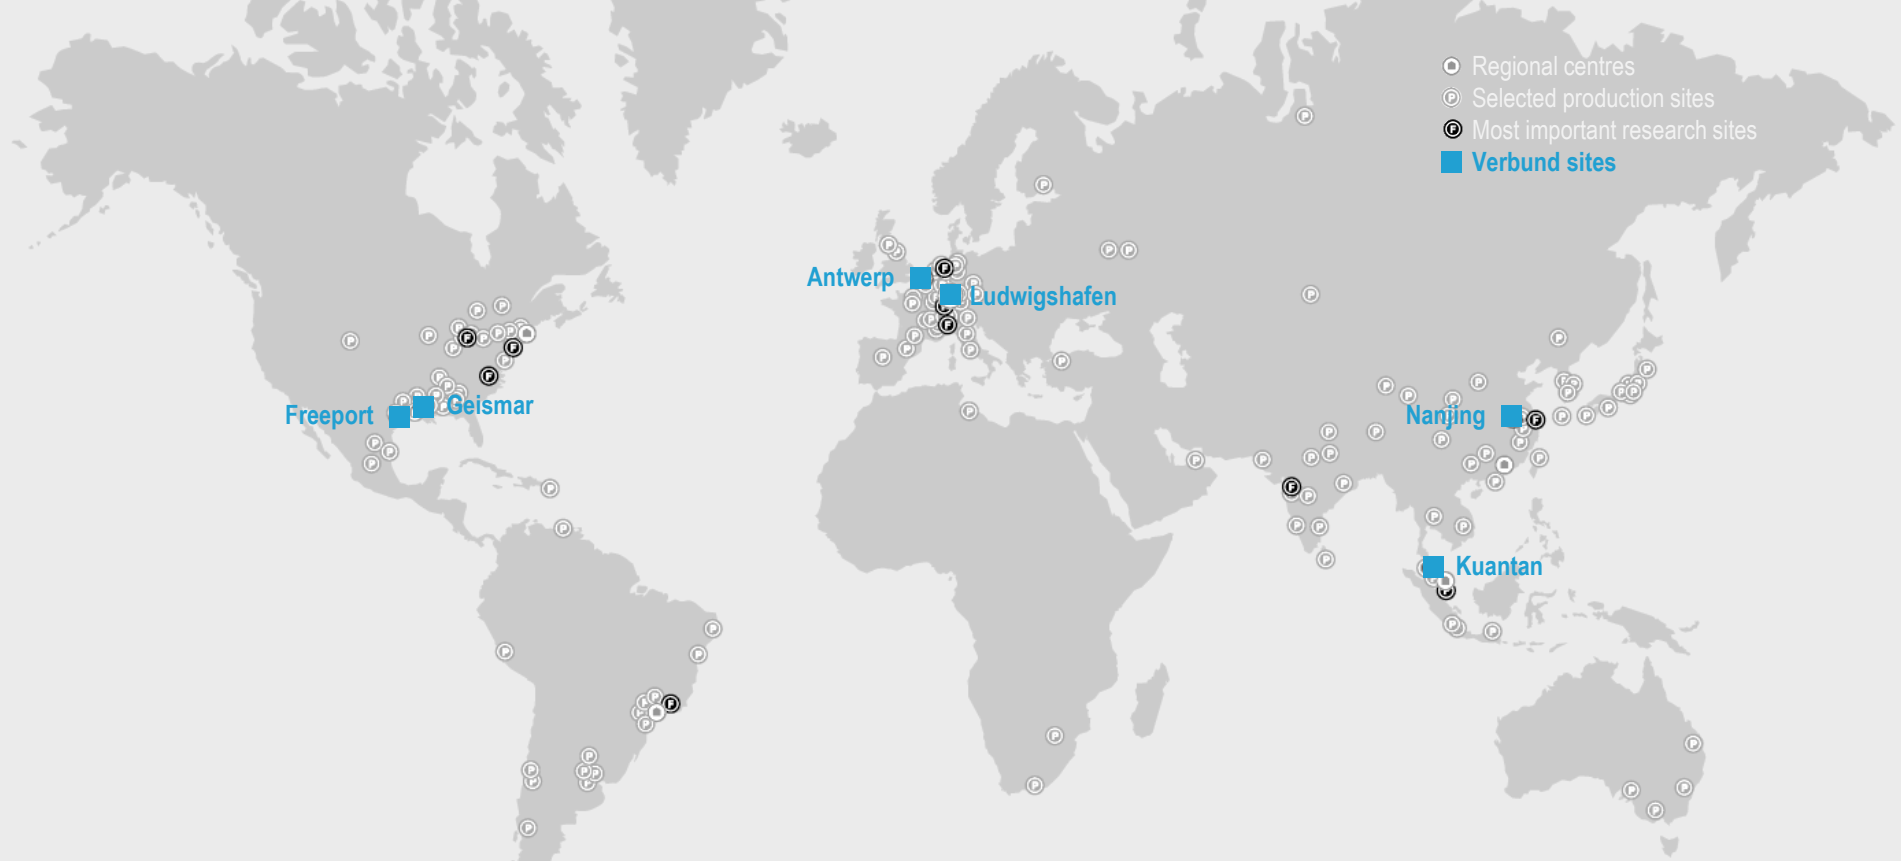 Regional centres
P Selected production sites
F Most important research sites
Verbund sites
Antwerp
Ludwigshafen
Freeport
Geismar
Nanjing
Kuantan